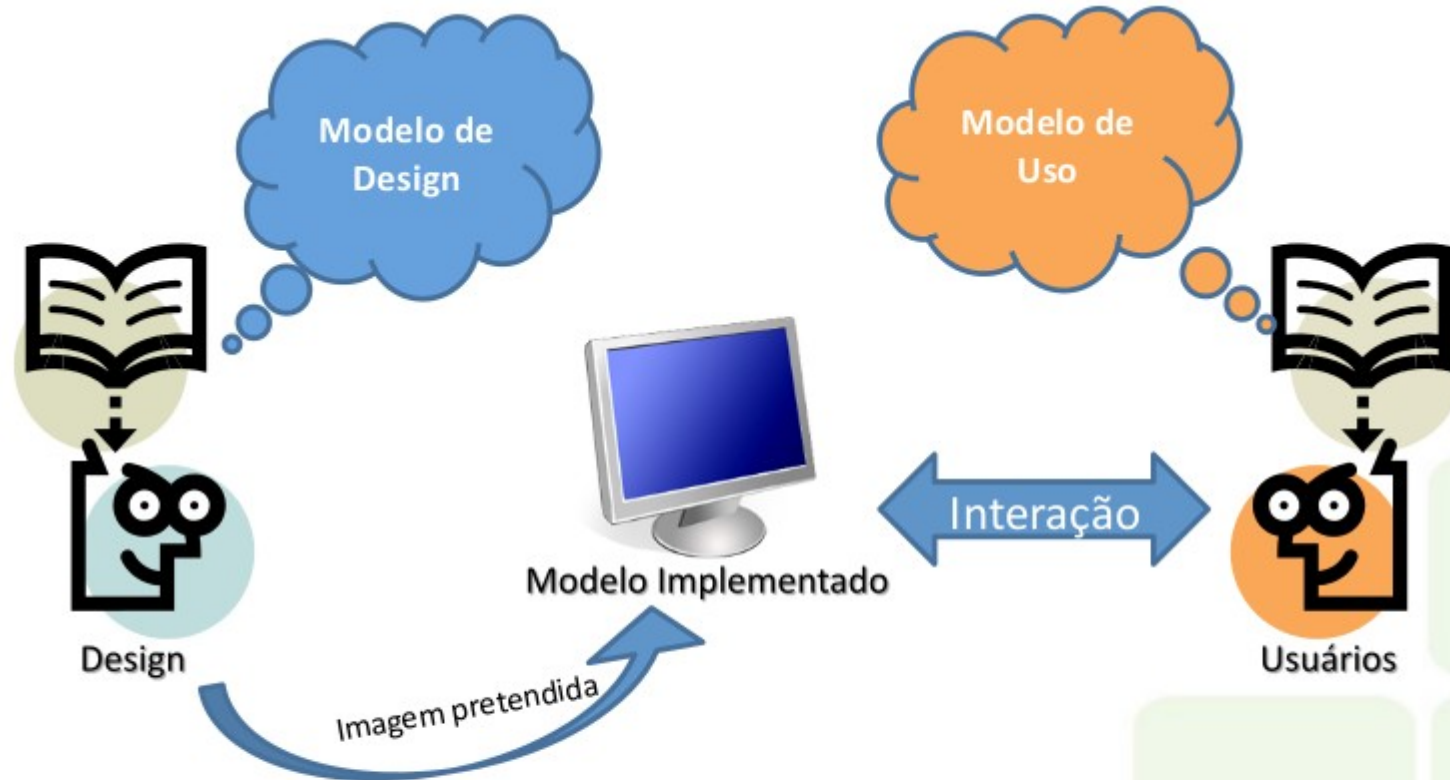 Modelo de
Design
Modelo de
Uso
Interação
Modelo Implementado
Design
Usuários
Imagem pretendida